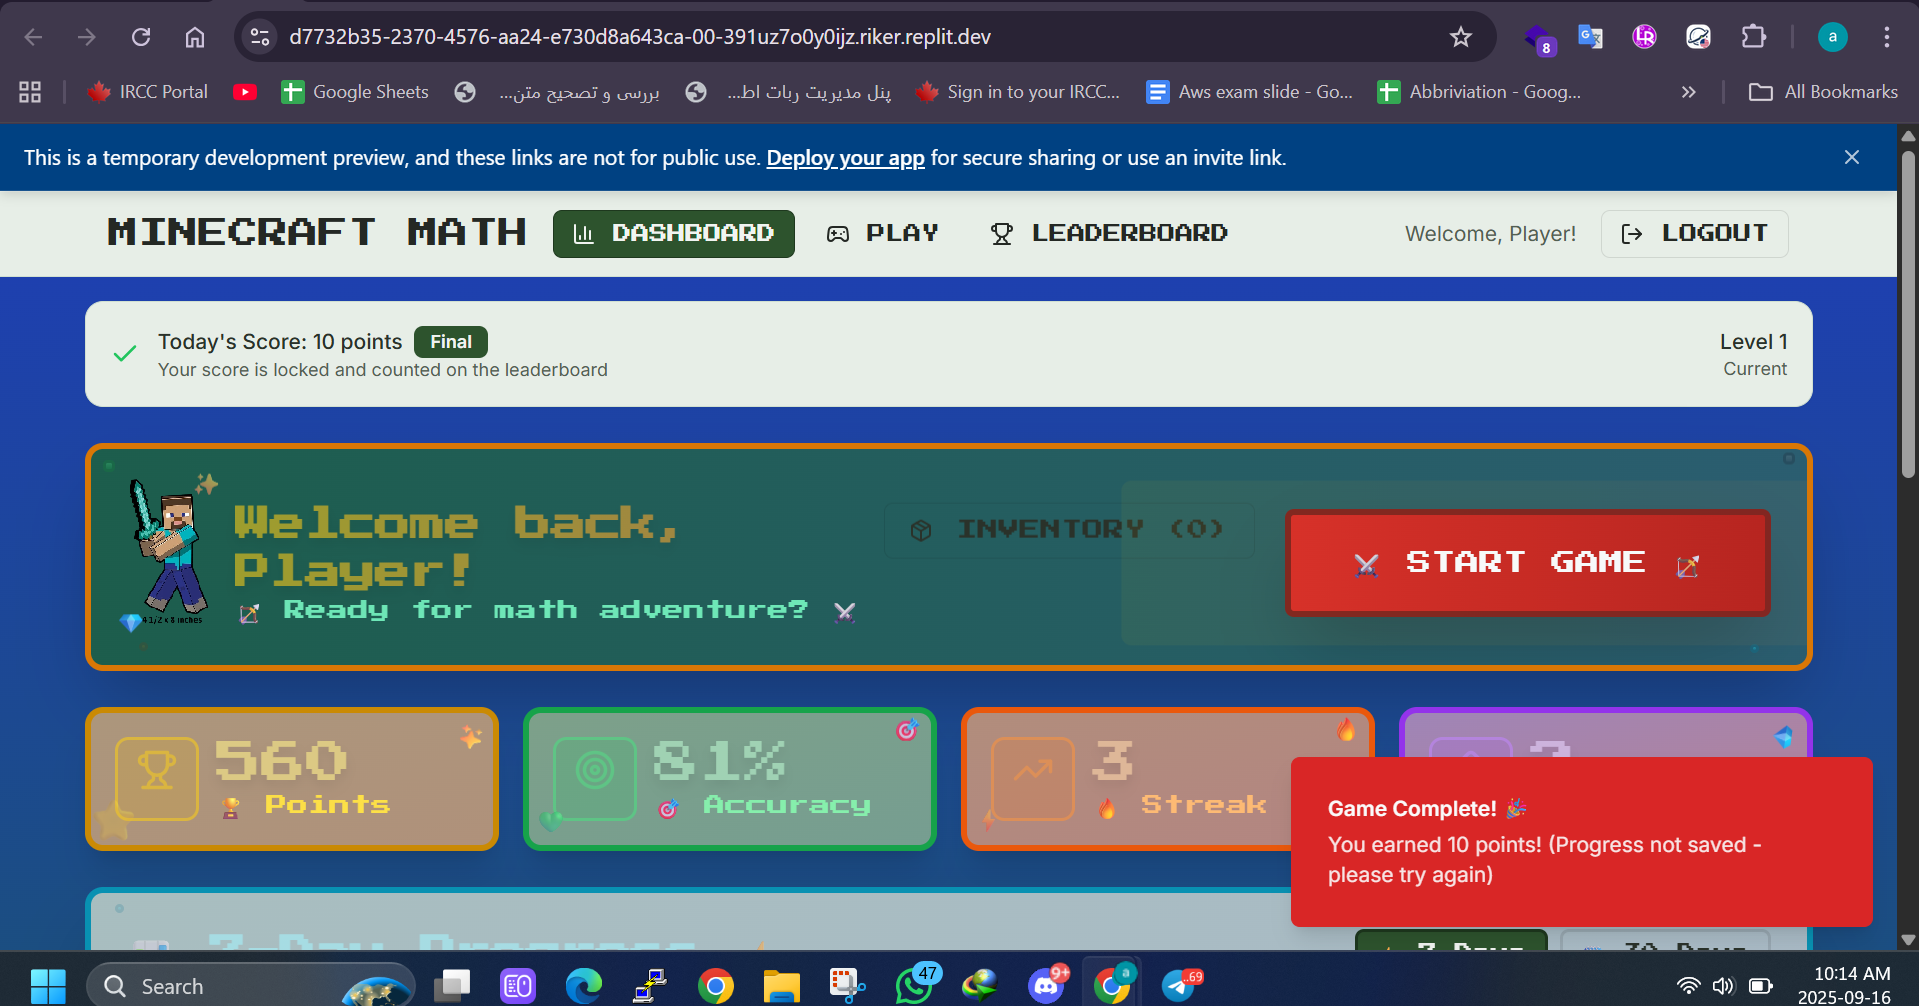 d7732b35-2370-4576-aa24-e730d8a643ca-00-391uz7o0y0ijz.riker.replit.dev
8
a
IRCC Portal
Google Sheets
بررسی و تصحیح متن...
پنل مدیریت ربات اط...
Sign in to your IRCC...
Aws exam slide - Go...
Abbriviation - Goog...
All Bookmarks
This is a temporary development preview, and these links are not for public use. Deploy your app for secure sharing or use an invite link.
MINECRAFT MATH
DASHBOARD
PLAY
LEADERBOARD
Welcome, Player!
LOGOUT
Today's Score: 10 points
Final
Your score is locked and counted on the leaderboard
Level 1
Current
Welcome back,
Player!
Ready for math adventure?
4 1/2 x 8 inches
INVENTORY (0)
START GAME
560
Points
81%
Accuracy
3
Streak
Game Complete! 🎉
You earned 10 points! (Progress not saved -
please try again)
7-Day Progress
7 Days
30 Days
Search
47
9+
a
69
10:14 AM
2025-09-16